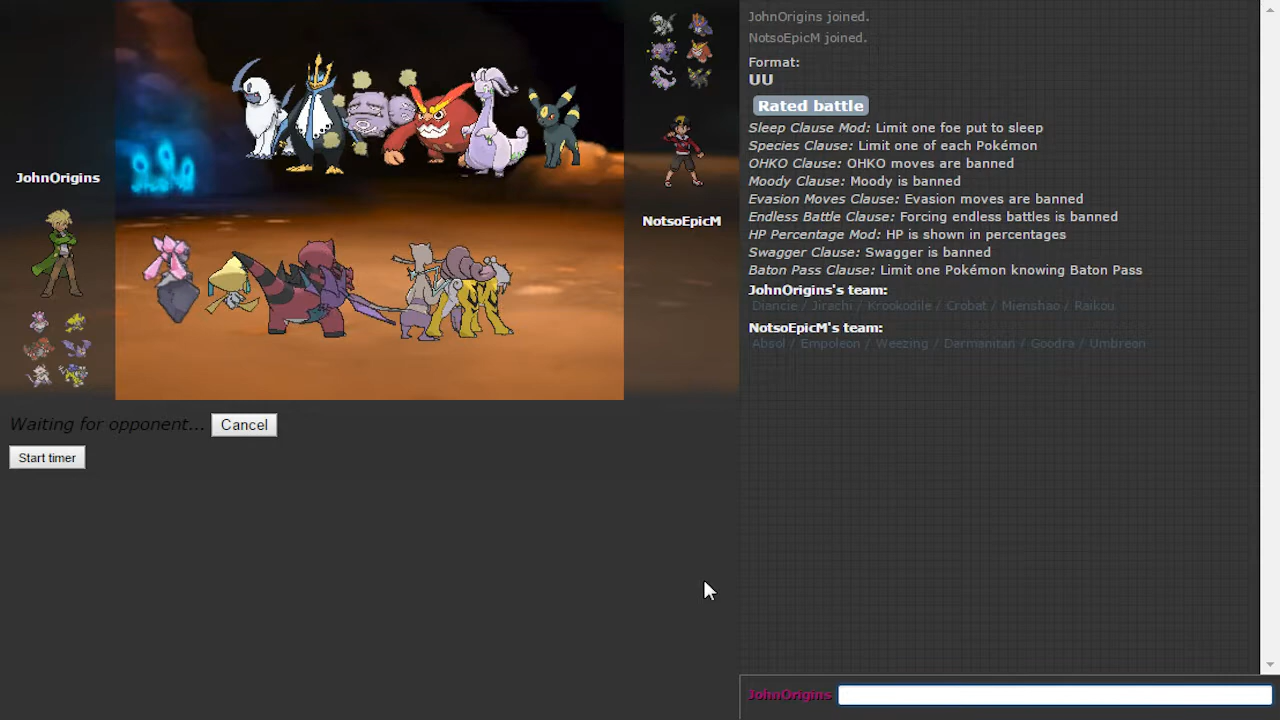 JohnOrigins joined.
NotsoEpicM joined.
Format:
UU
Rated battle
Sleep Clause Mod: Limit one foe put to sleep
Species Clause: Limit one of each Pokémon
OHKO Clause: OHKO moves are banned
Moody Clause: Moody is banned
Evasion Moves Clause: Evasion moves are banned
Endless Battle Clause: Forcing endless battles is banned
HP Percentage Mod: HP is shown in percentages
Swagger Clause: Swagger is banned
Baton Pass Clause: Limit one Pokémon knowing Baton Pass
JohnOrigins's team:
Diancie / Jirachi / Krookodile / Crobat / Mienshao / Raikou
NotsoEpicM's team:
Absol / Empoleon / Weezing / Darmanitan / Goodra / Umbreon
JohnOrigins
NotsoEpicM
Waiting for opponent... Cancel
Start timer
JohnOrigins